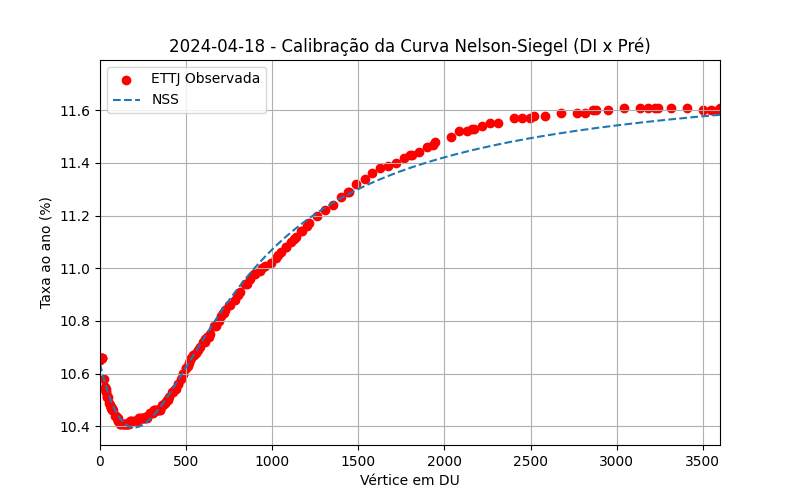 2024-04-18 - Calibração da Curva Nelson-Siegel (DI x Pré)
ETTJ Observada
NSS
Taxa ao ano (%)
11.6
11.4
11.2
11.0
10.8
10.6
10.4
0 500 1000 1500 2000 2500 3000 3500
Vértice em DU